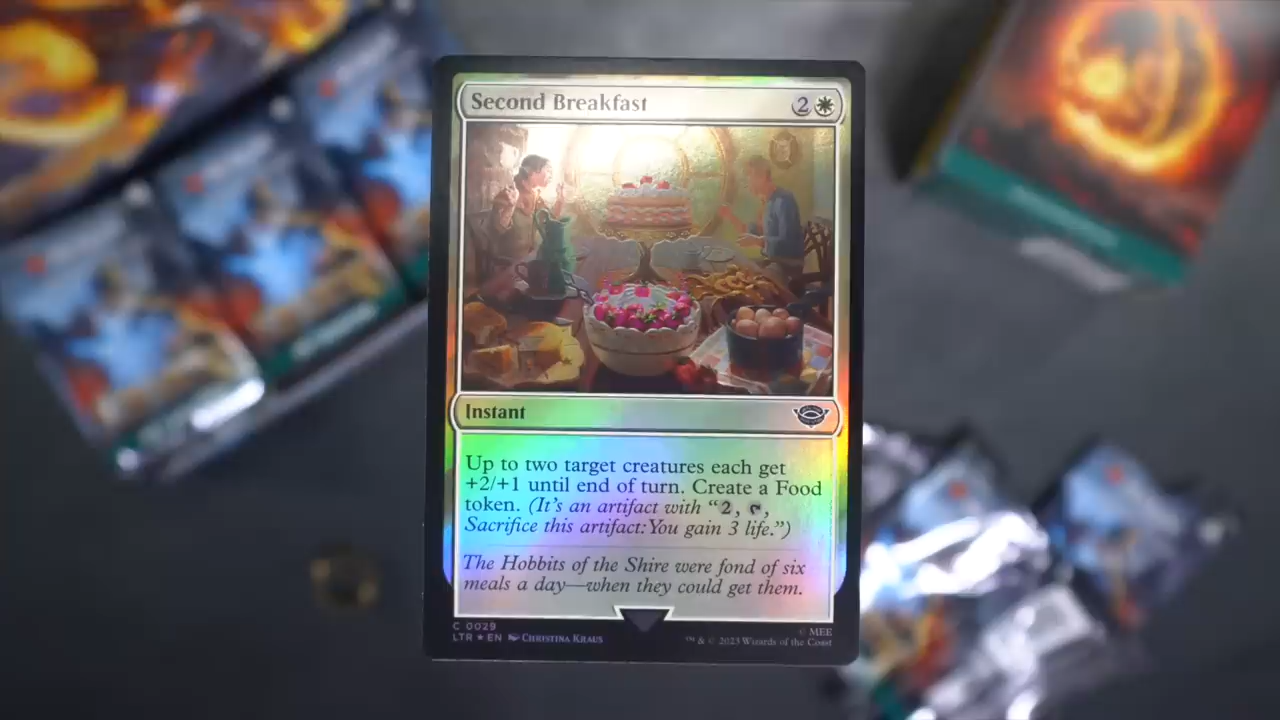 Second Breakfast 2
Instant
Up to two target creatures each get
+2/+1 until end of turn. Create a Food
token. (It's an artifact with “2, T,
Sacrifice this artifact: You gain 3 life.”)
The Hobbits of the Shire were fond of six
meals a day—when they could get them.
C 0029
LTR ★ EN Christina Kraus
© MEE
™ & © 2023 Wizards of the Coast